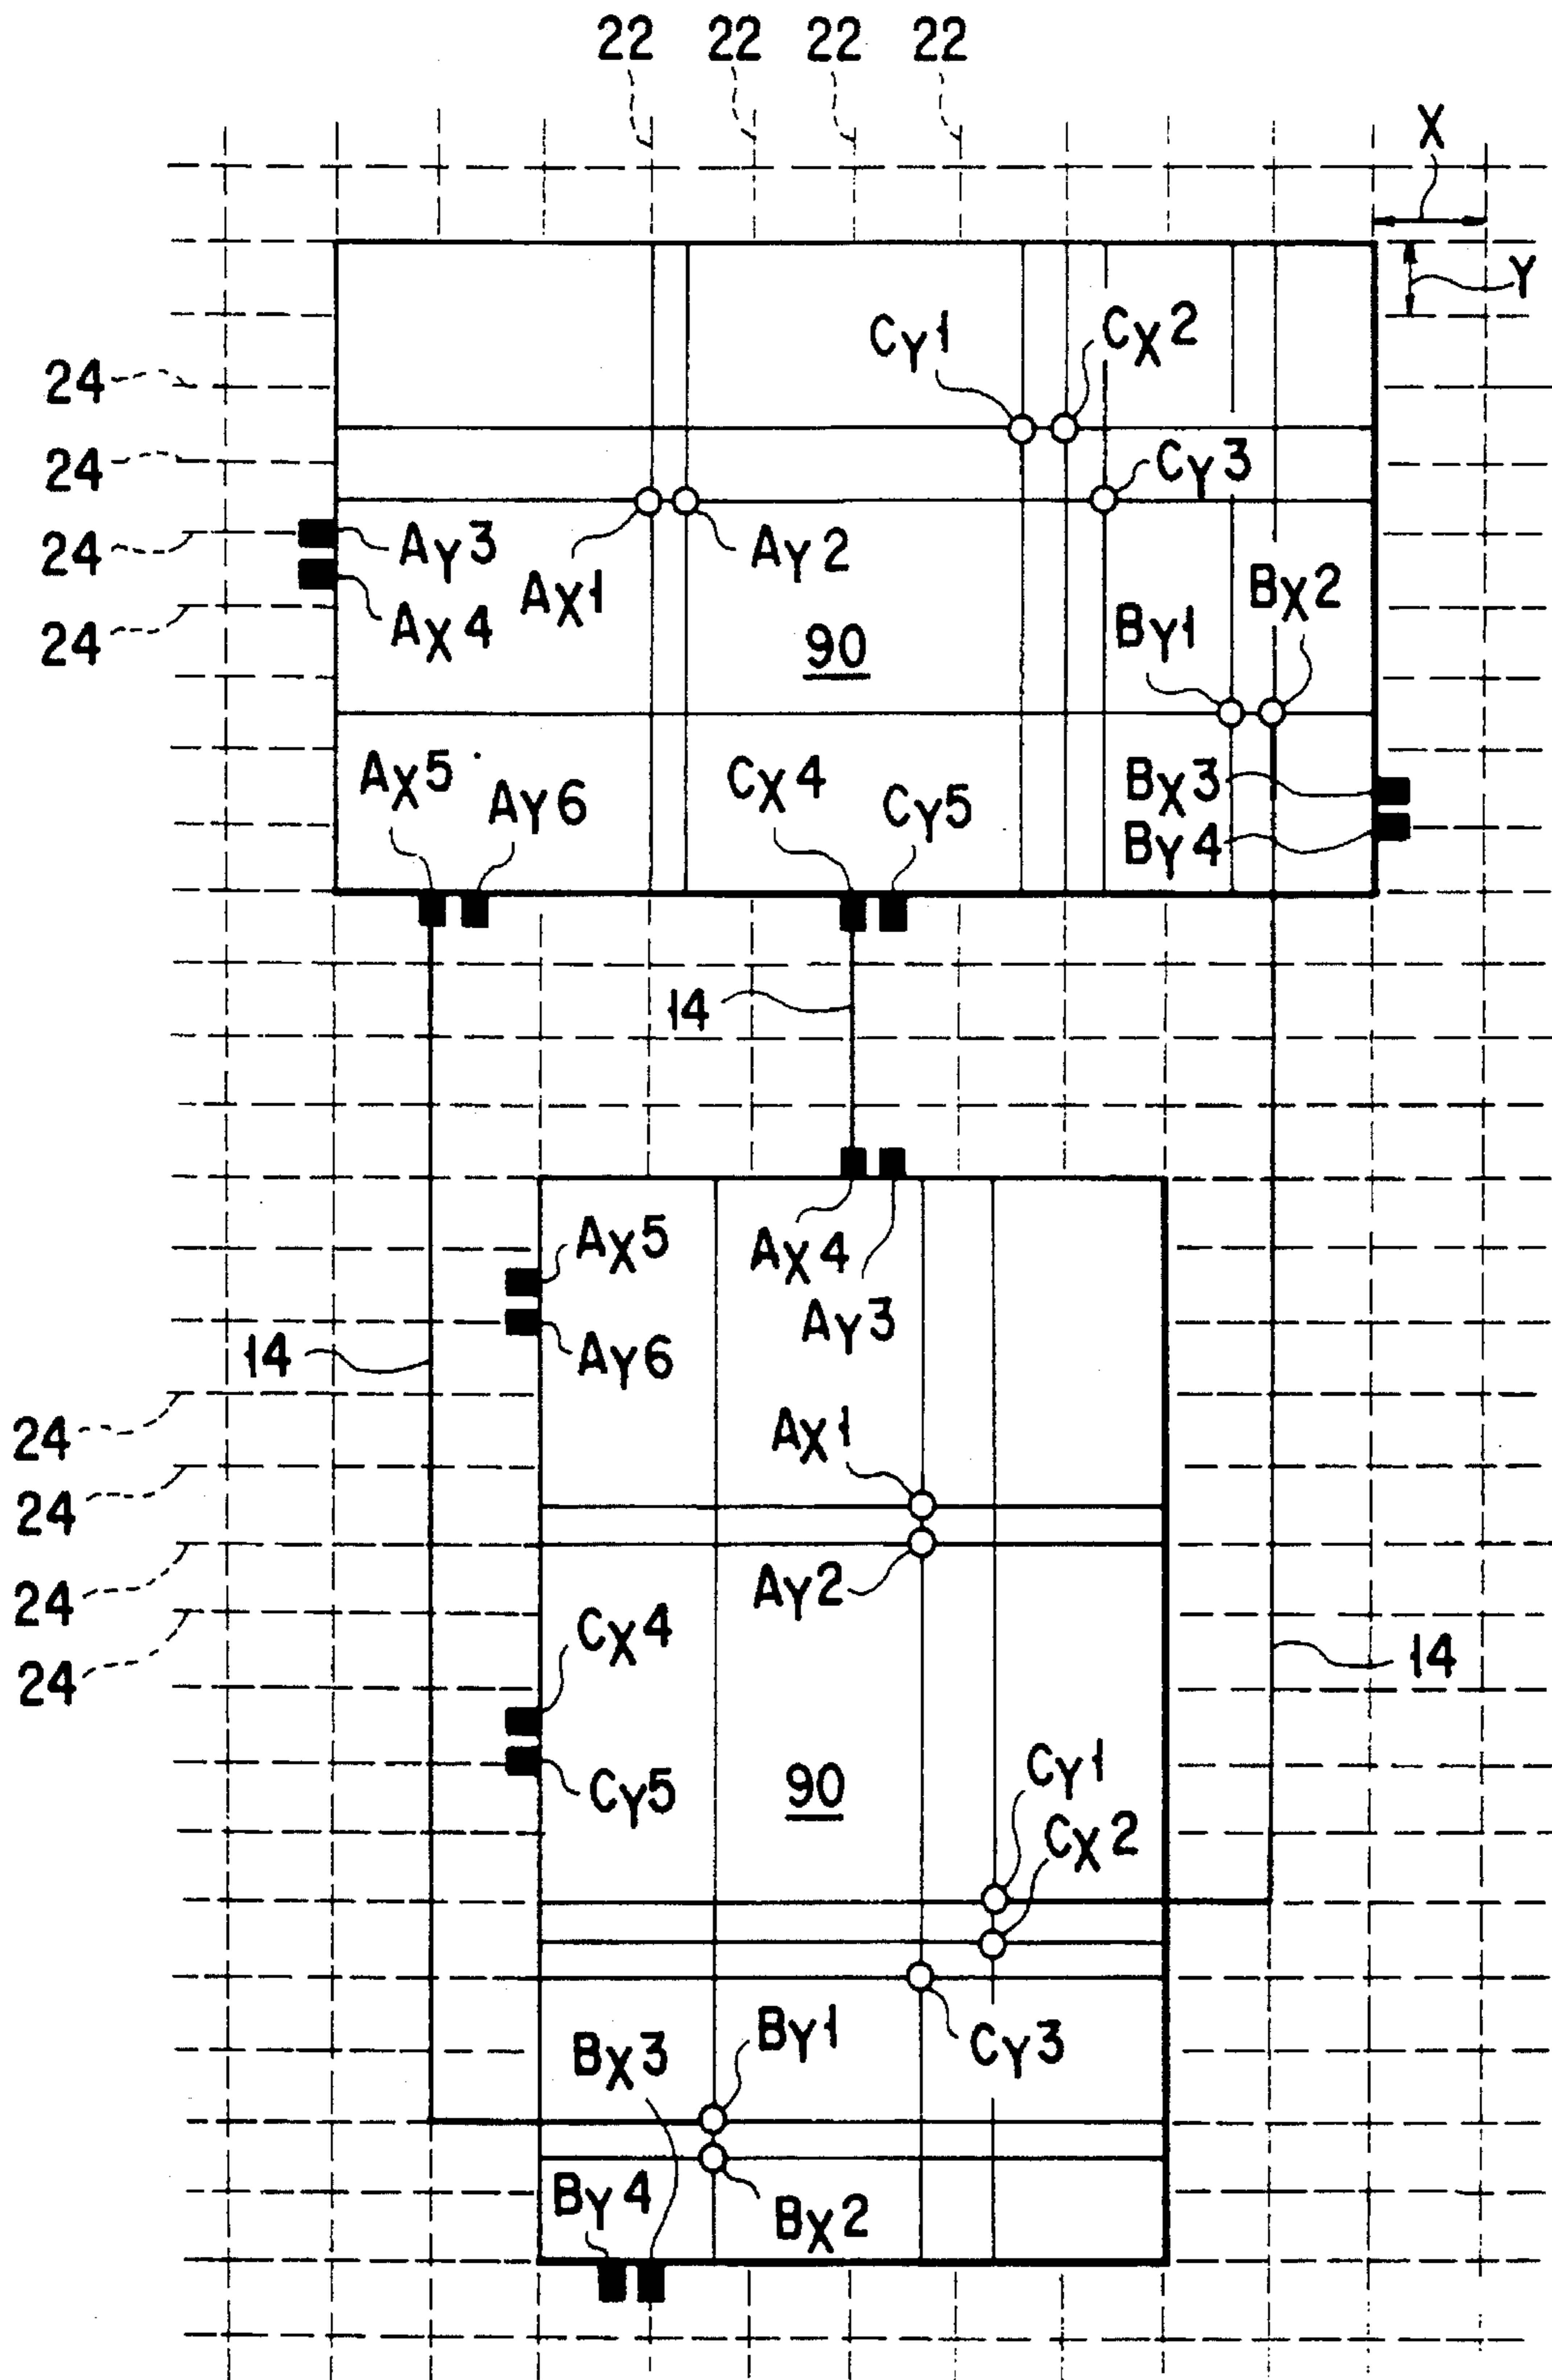 22 22 22 22
X
Y
CY1 CX2
24
24
CY3
24
AY3 AX1 AY2
BX2
AX4
24
90
BY1
AX5 AY6 CX4 CY5 BX3
BY4
14
AX5 AX4
AY3
14 AY6
24
AX1
24
24
AY2
CX4
24
14
CY5
90
CY1
CX2
BX3 BY1 CY3
BY4 BX2